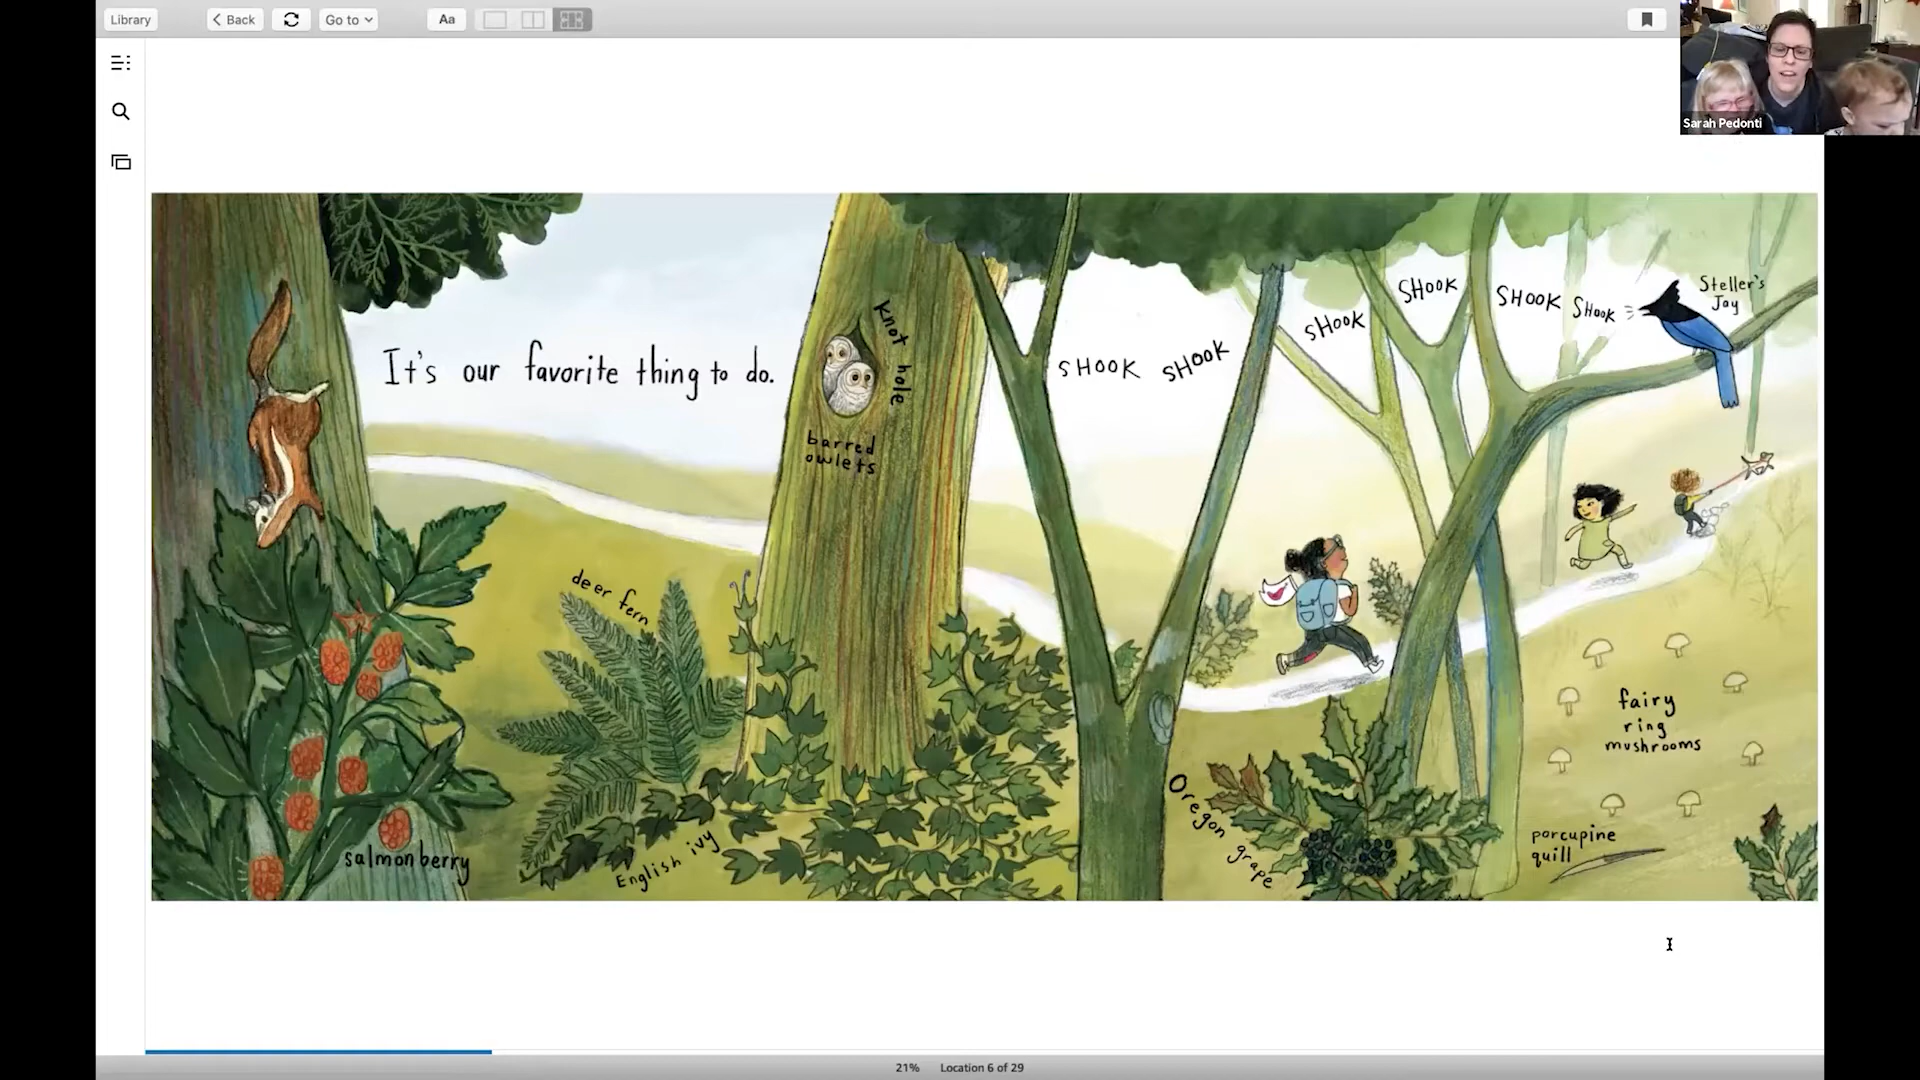 Library
Back
Go to
Aa
Sarah Pedonti
It's our favorite thing to do.
knot hole
barred
owlets
SHOOK SHOOK SHOOK SHOOK SHOOK SHOOK
Steller's
Jay
deer fern
English ivy
salmonberry
Oregon grape
fairy
ring
mushrooms
porcupine
quill
21% Location 6 of 29